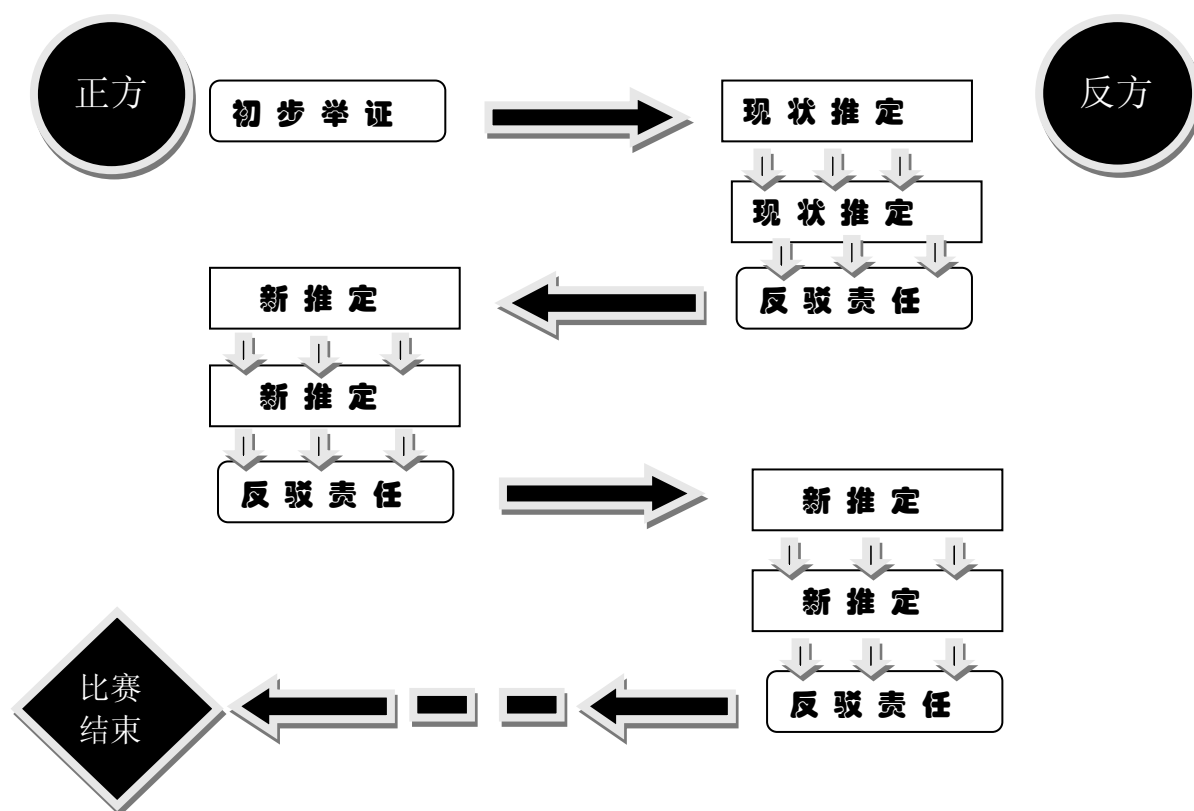 正方
初步举证
现状推定
反方
现状推定
新推定
反驳责任
新推定
反驳责任
新推定
新推定
比赛
结束
反驳责任